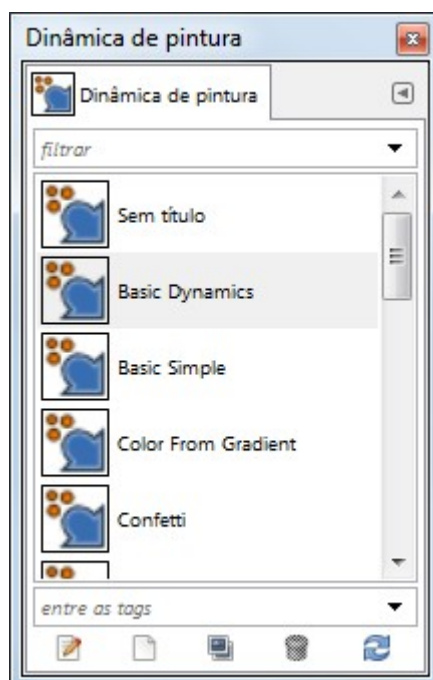 Dinâmica de pintura
Dinâmica de pintura
filtrar
Sem título
Basic Dynamics
Basic Simple
Color From Gradient
Confetti
entre as tags